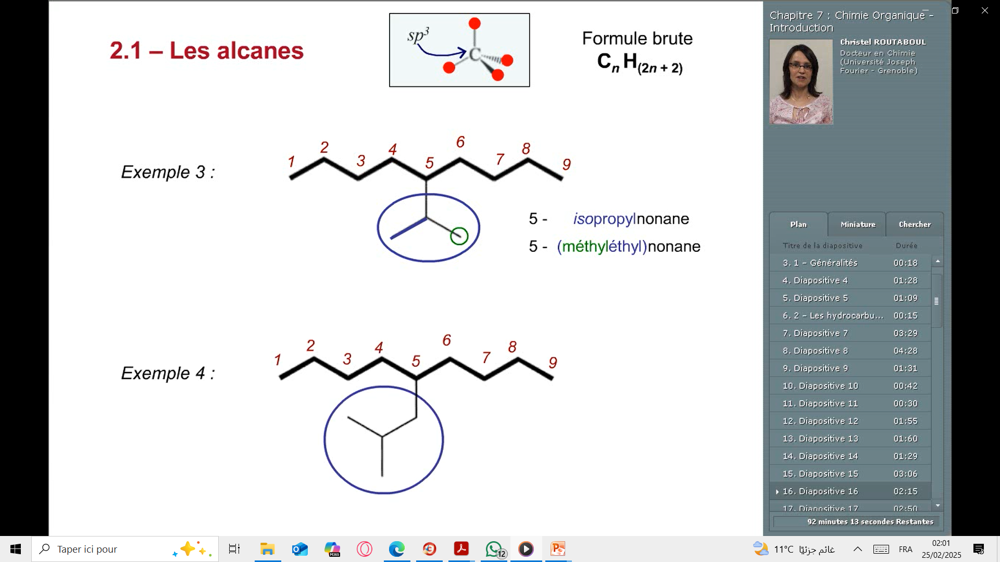 2.1 – Les alcanes
sp3
C
Formule brute
CnH(2n + 2)
Exemple 3 :
1
2
3
4
5
6
7
8
9
5 - isopropylnonane
5 - (méthyléthyl)nonane
Exemple 4 :
1
2
3
4
5
6
7
8
9
Chapitre 7 : Chimie Organique -
Introduction
Christel ROUTABOUL
Docteur en Chimie
(Université Joseph
Fourier - Grenoble)
Plan
Miniature
Chercher
Titre de la diapositive Durée
3. 1 – Généralités 00:18
4. Diapositive 4 01:28
5. Diapositive 5 01:09
6. 2 – Les hydrocarbu... 00:15
7. Diapositive 7 03:29
8. Diapositive 8 04:28
9. Diapositive 9 01:31
10. Diapositive 10 00:42
11. Diapositive 11 00:30
12. Diapositive 12 01:55
13. Diapositive 13 01:60
14. Diapositive 14 01:29
15. Diapositive 15 03:06
16. Diapositive 16 02:15
17. Diapositive 17 02:50
92 minutes 13 secondes Restantes
Taper ici pour
M365
12
11°C غائم جزئيًا
FRA
02:01
25/02/2025
3